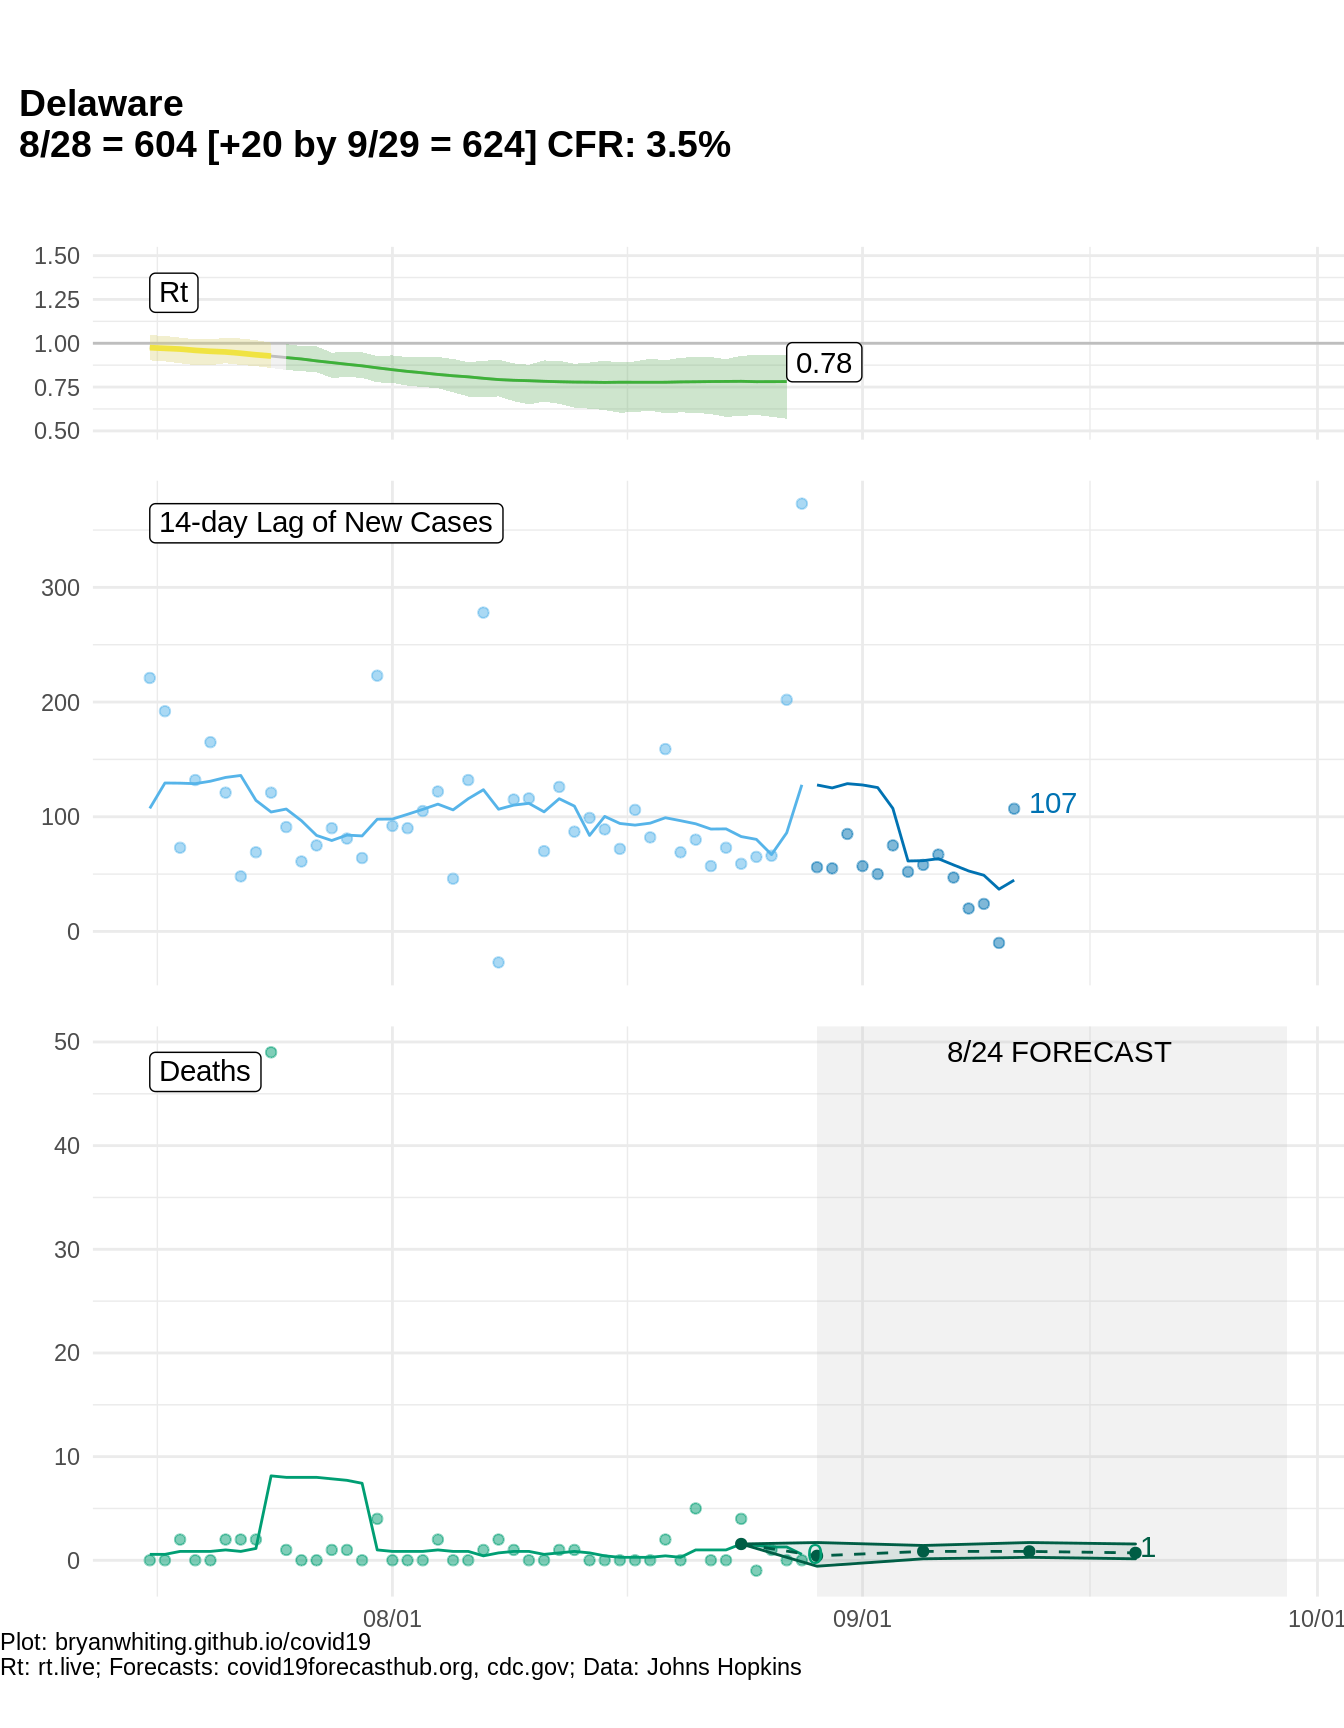 Delaware
8/28 = 604 [+20 by 9/29 = 624] CFR: 3.5%
1.50
Rt
1.25
1.00
0.78
0.75
0.50
14-day Lag of New Cases
300
200
107
100
0
50
8/24 FORECAST
Deaths
40
30
20
10
0
1
0
08/01
09/01
10/01
Plot: bryanwhiting.github.io/covid19
Rt: rt.live; Forecasts: covid19forecasthub.org, cdc.gov; Data: Johns Hopkins